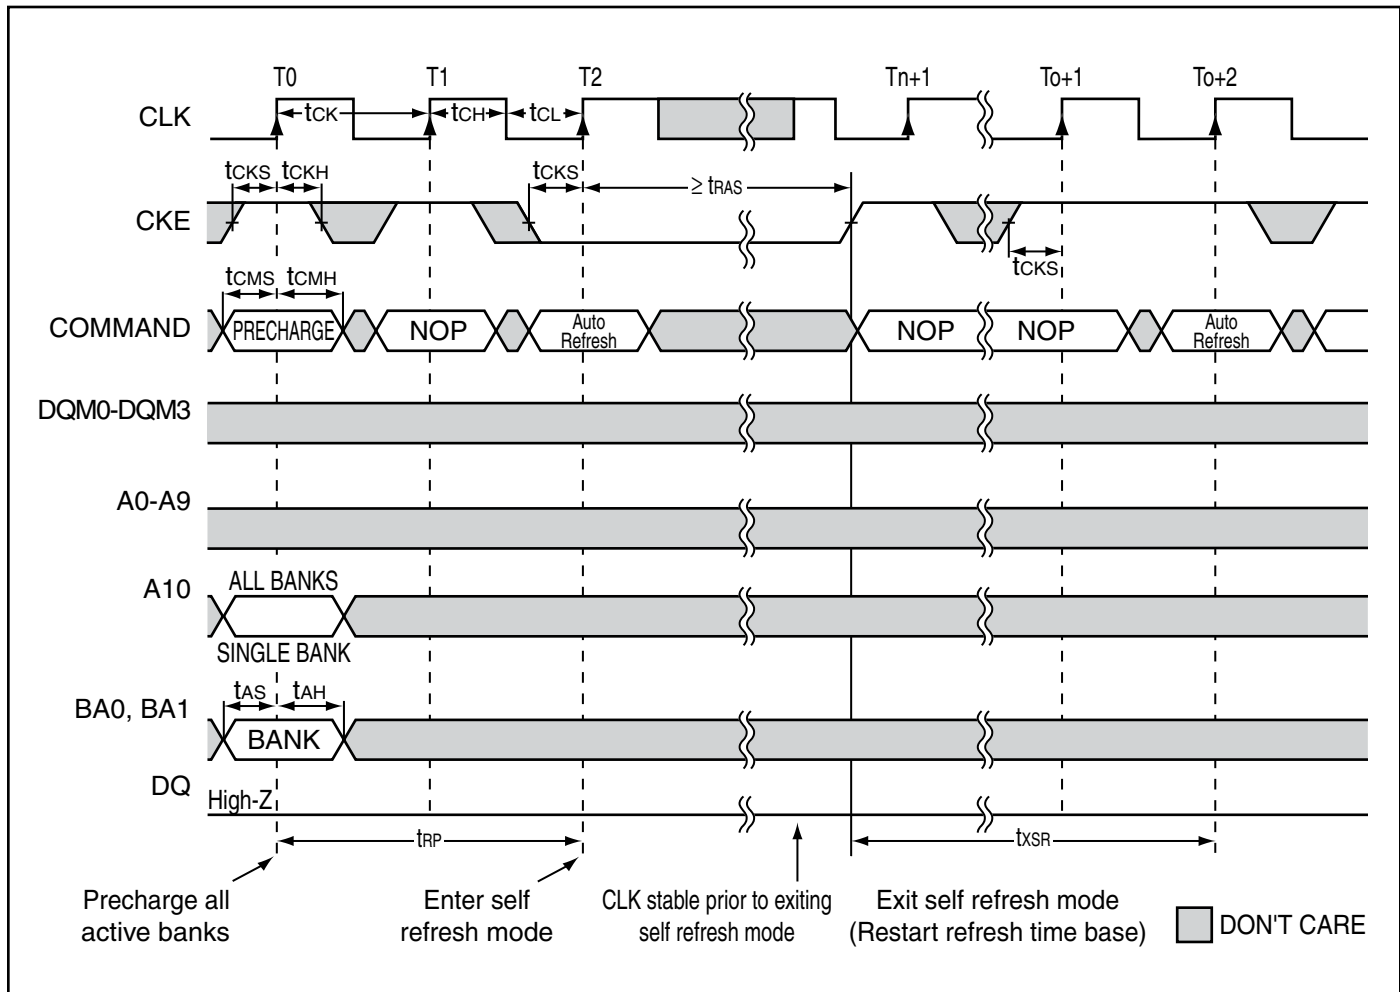 T0 T1 T2 Tn+1 To+1 To+2
CLK tCK tCH tCL
tCKS tCKH tCKS ≥ tRAS
CKE
tCKS
tCMS tCMH
COMMAND PRECHARGE NOP Auto Refresh NOP NOP Auto Refresh
DQM0-DQM3
A0-A9
A10 ALL BANKS
SINGLE BANK
tAS tAH
BA0, BA1 BANK
DQ
High-Z
tRP tXSR
Precharge all
active banks
Enter self
refresh mode
CLK stable prior to exiting
self refresh mode
Exit self refresh mode
(Restart refresh time base)
DON'T CARE